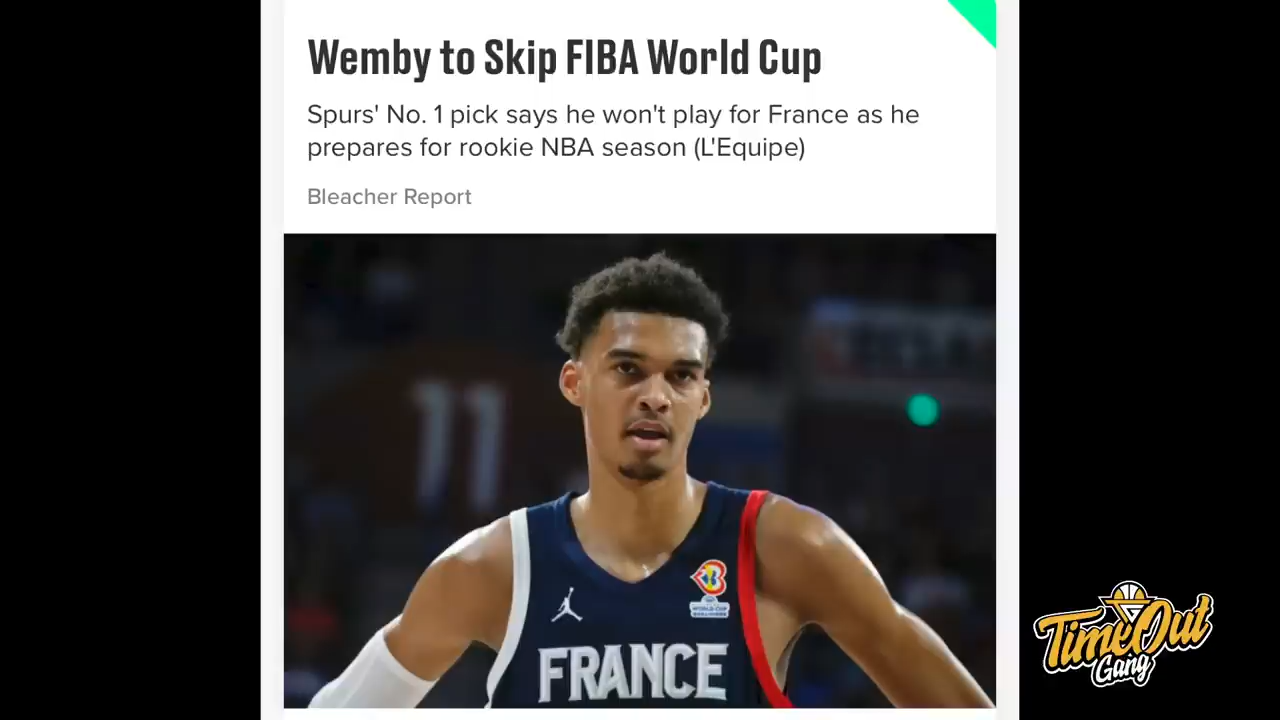 Wemby to Skip FIBA World Cup
Spurs' No. 1 pick says he won't play for France as he
prepares for rookie NBA season (L'Equipe)
Bleacher Report
11
WORLD CUP
FRANCE
TimeOut
Gang